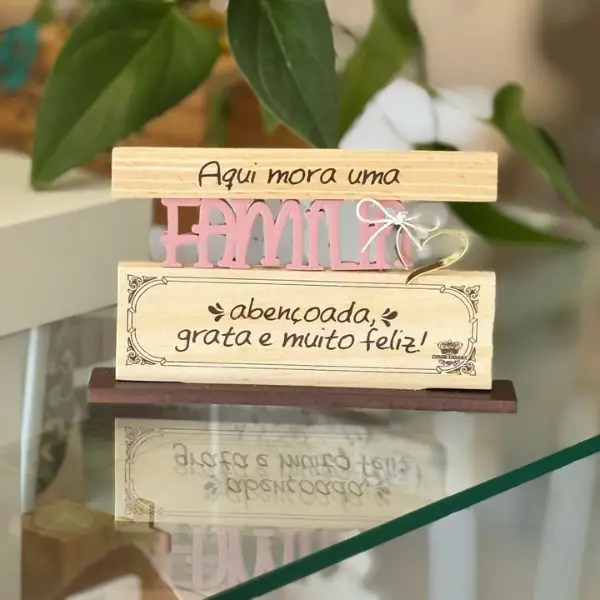 Aqui mora uma
FAMILIA
abençoada,
grata e muito feliz!